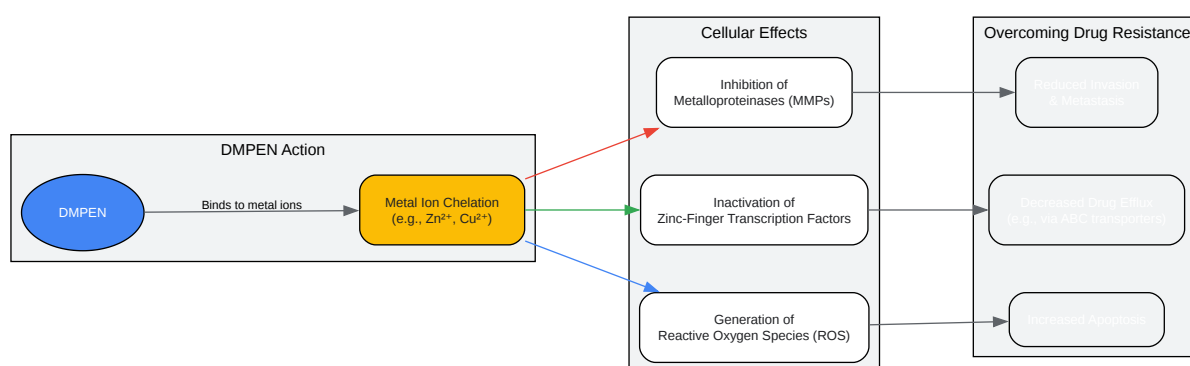 DMPEN Action
DMPEN
Binds to metal ions
Metal Ion Chelation
(e.g., Zn²⁺, Cu²⁺)
Cellular Effects
Inhibition of
Metalloproteinases (MMPs)
Inactivation of
Zinc-Finger Transcription Factors
Generation of
Reactive Oxygen Species (ROS)
Overcoming Drug Resistance
Reduced Invasion
& Metastasis
Decreased Drug Efflux
(e.g., via ABC transporters)
Increased Apoptosis